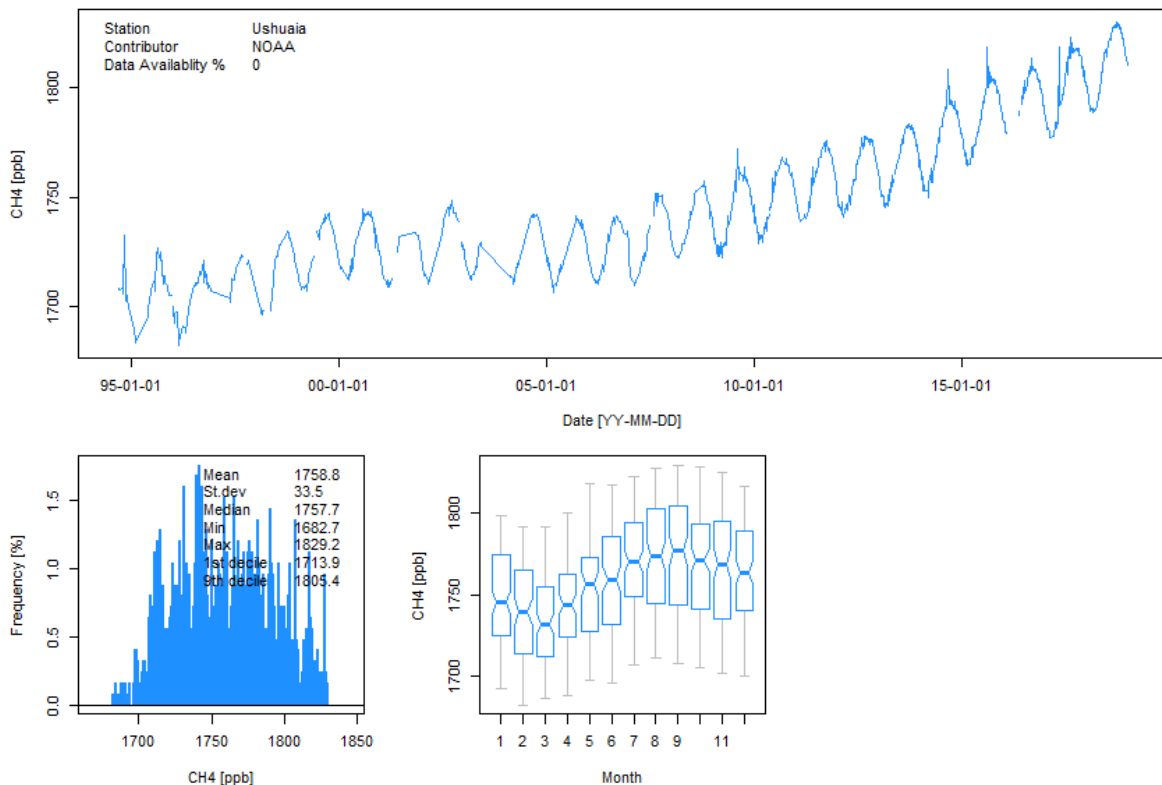 Station Ushuaia
Contributor NOAA
Data Availablity % 0
CH4 [ppb]
1700 1750 1800
95-01-01 00-01-01 05-01-01 10-01-01 15-01-01
Date [YY-MM-DD]
Frequency [%]
0.0 0.5 1.0 1.5
Mean 1758.8
St.dev 33.5
Median 1757.7
Min 1682.7
Max 1829.2
1st decile 1713.9
9th decile 1805.4
1700 1750 1800 1850
CH4 [ppb]
CH4 [ppb]
1700 1750 1800
1 2 3 4 5 6 7 8 9 11
Month